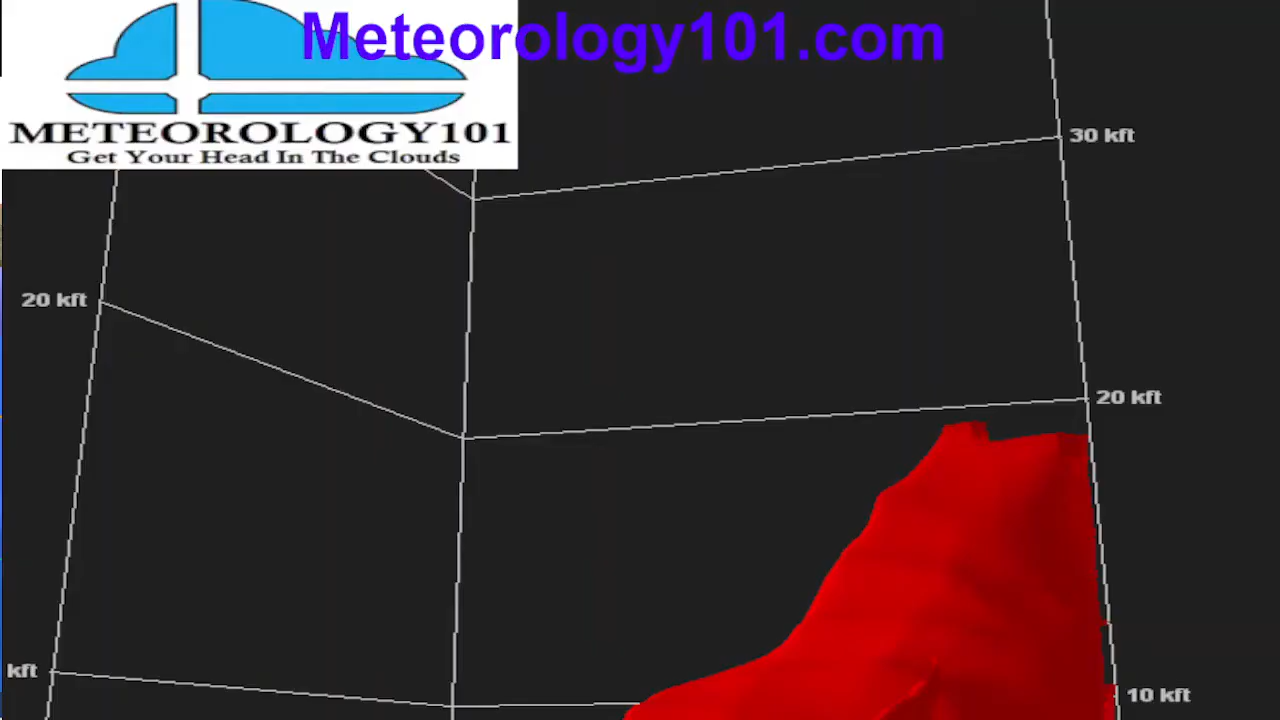 Meteorology101.com
METEOROLOGY101
Get Your Head In The Clouds
30 kft
20 kft
20 kft
kft
10 kft